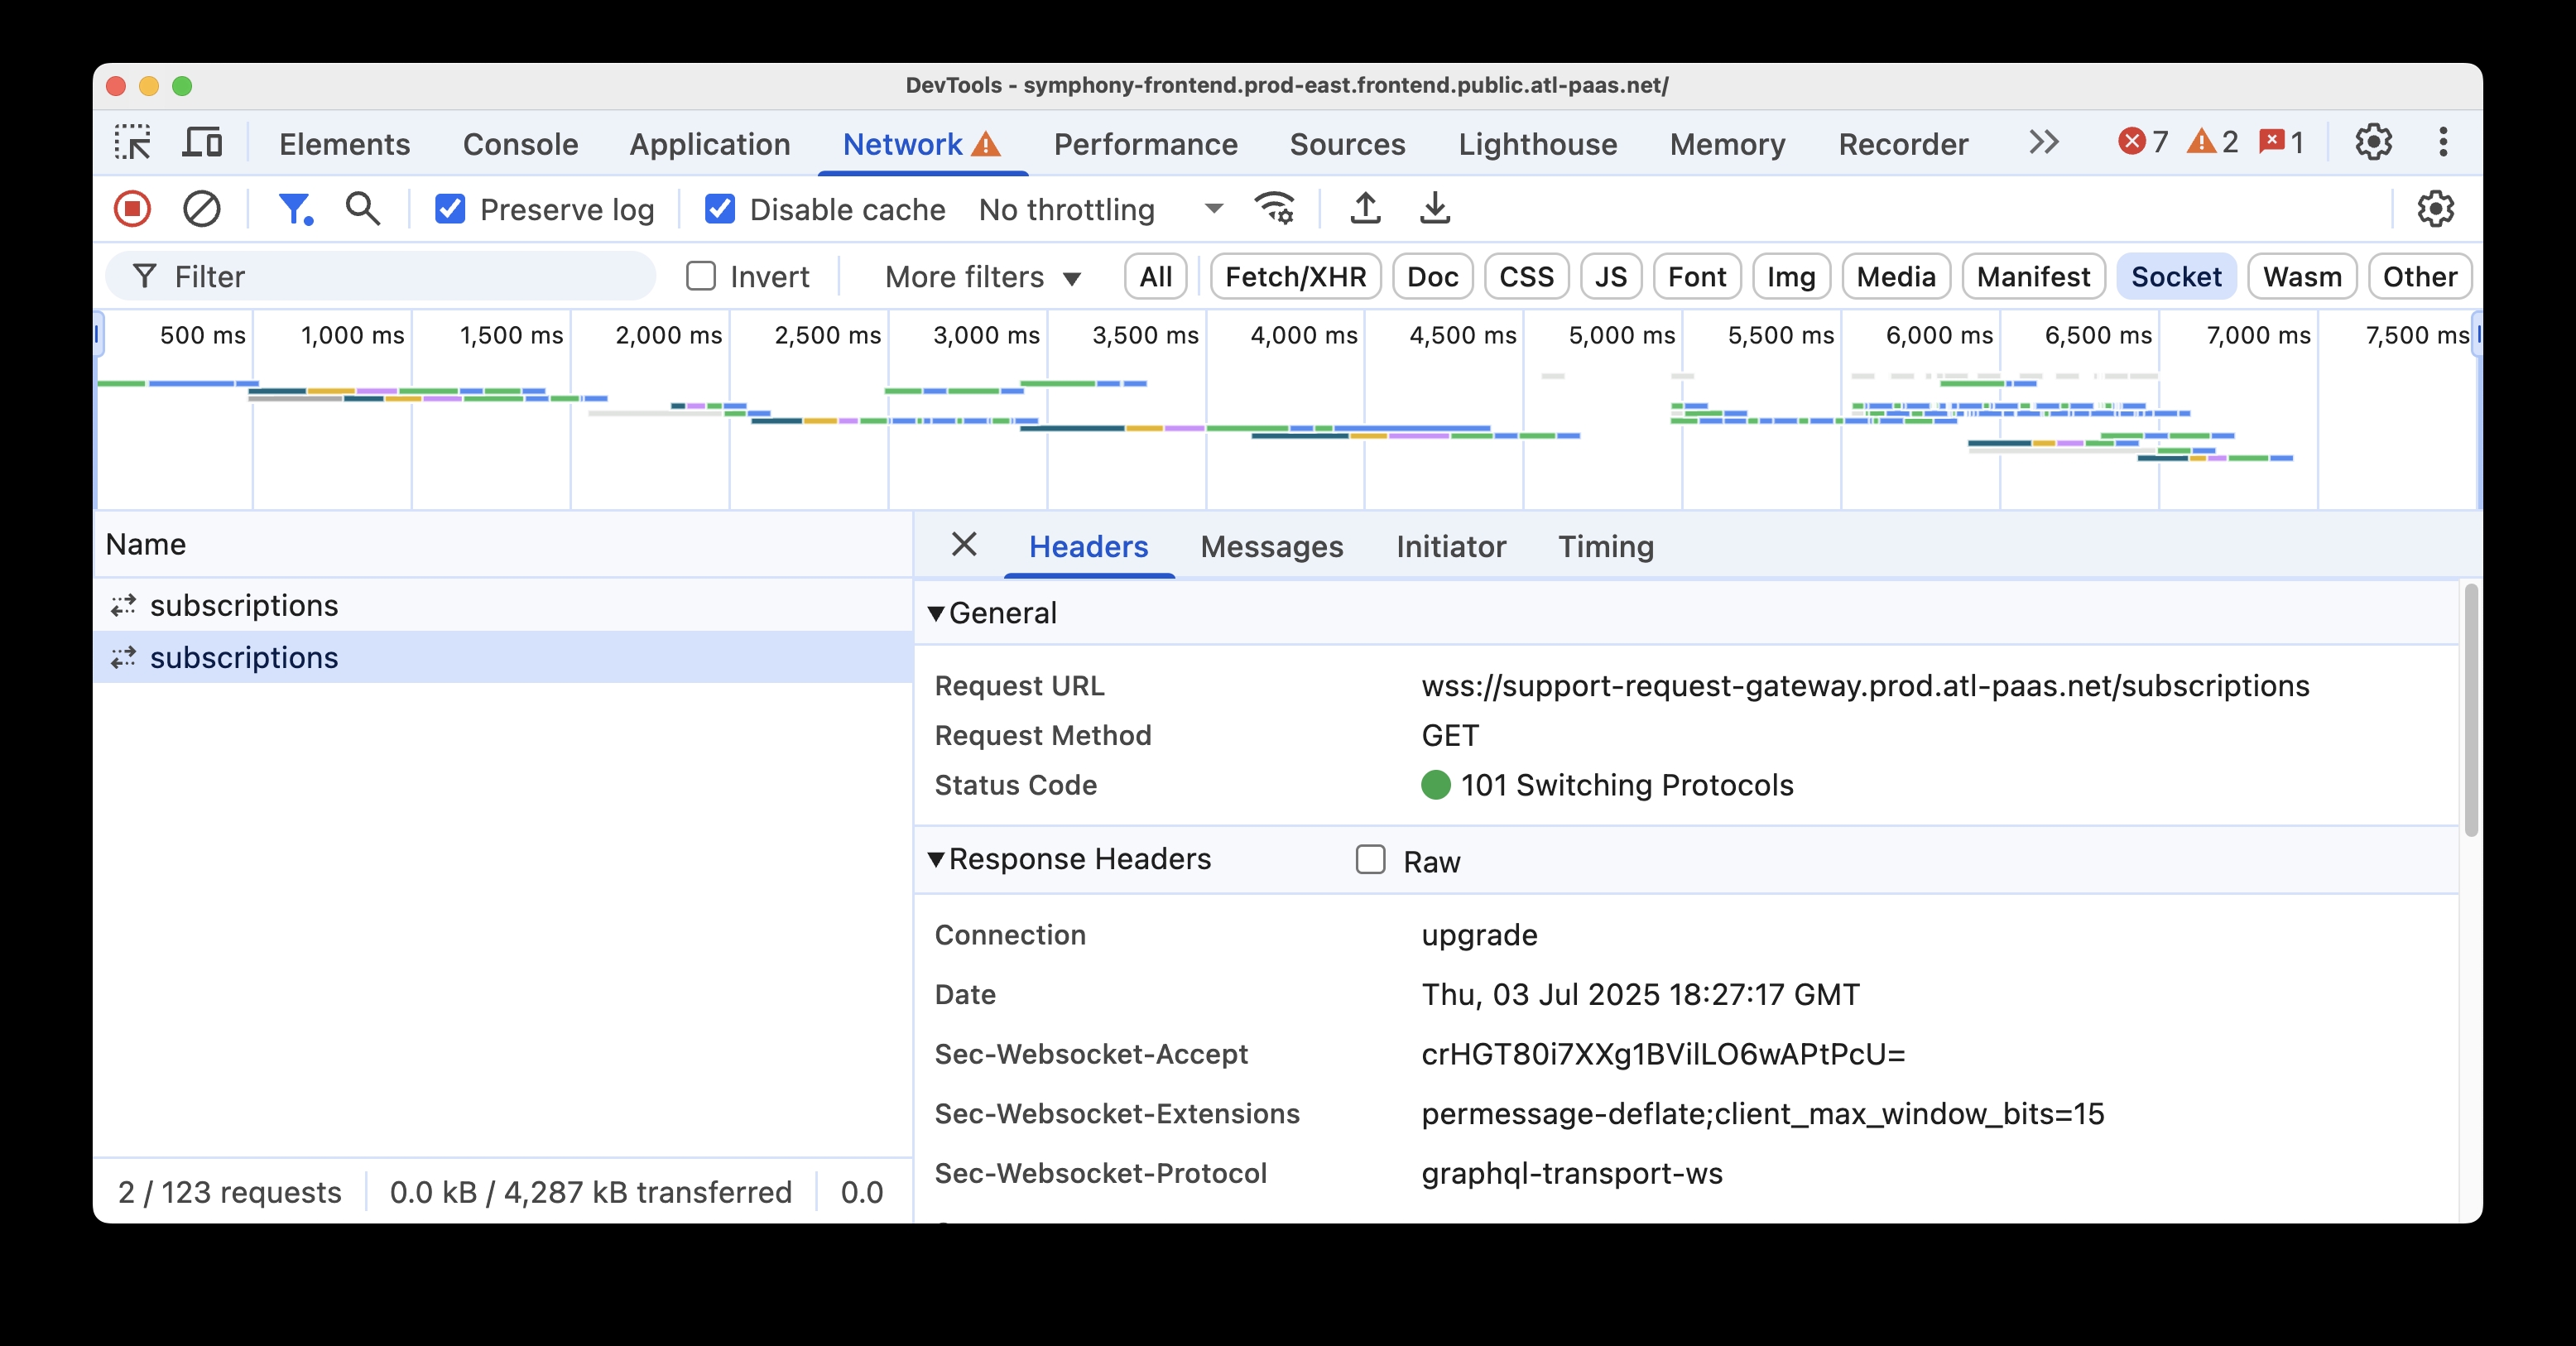 DevTools - symphony-frontend.prod-east.frontend.public.atl-paas.net/
Elements Console Application Network Performance Sources Lighthouse Memory Recorder 7 2 1
Preserve log Disable cache No throttling
Filter Invert More filters All Fetch/XHR Doc CSS JS Font Img Media Manifest Socket Wasm Other
500 ms 1,000 ms 1,500 ms 2,000 ms 2,500 ms 3,000 ms 3,500 ms 4,000 ms 4,500 ms 5,000 ms 5,500 ms 6,000 ms 6,500 ms 7,000 ms 7,500 ms
Name
subscriptions
subscriptions
2 / 123 requests 0.0 kB / 4,287 kB transferred 0.0
Headers Messages Initiator Timing
General
Request URL wss://support-request-gateway.prod.atl-paas.net/subscriptions
Request Method GET
Status Code 101 Switching Protocols
Response Headers Raw
Connection upgrade
Date Thu, 03 Jul 2025 18:27:17 GMT
Sec-Websocket-Accept crHGT80i7XXg1BVilLO6wAPtPcU=
Sec-Websocket-Extensions permessage-deflate;client_max_window_bits=15
Sec-Websocket-Protocol graphql-transport-ws